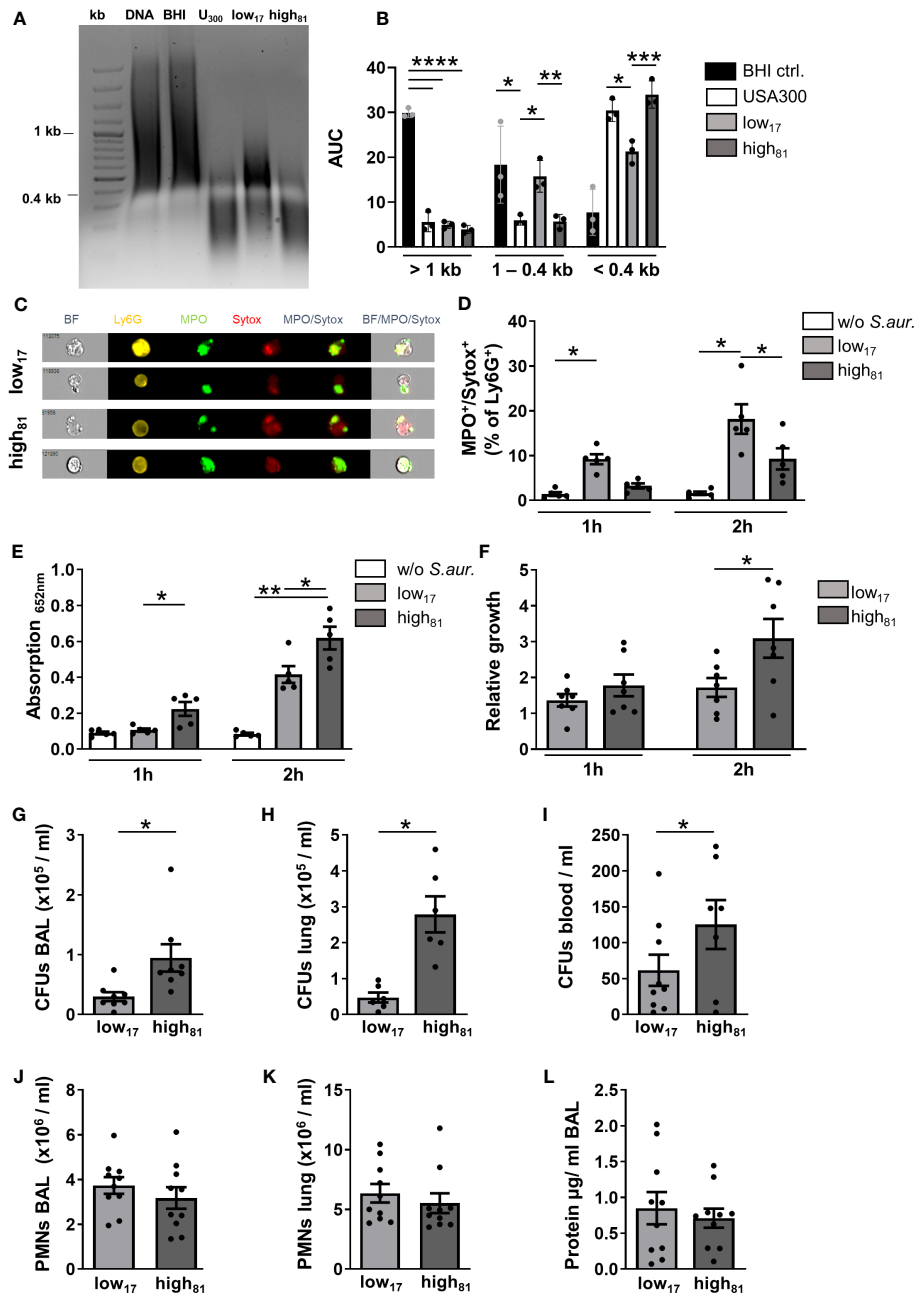 A
kb DNA BHI U300 low17 high81
1 kb
0.4 kb
B
AUC
40
30
20
10
0
****
*
*
**
*
***
> 1 kb
1 – 0.4 kb
< 0.4 kb
BHI ctrl.
USA300
low17
high81
C
BF Ly6G MPO Sytox MPO/Sytox BF/MPO/Sytox
low17
high81
D
MPO+/Sytox+
(% of Ly6G+)
40
30
20
10
0
*
*
*
1h
2h
w/o S.aur.
low17
high81
E
Absorption 652nm
1.0
0.8
0.6
0.4
0.2
0.0
*
**
*
1h
2h
w/o S.aur.
low17
high81
F
Relative growth
5
4
3
2
1
0
*
1h
2h
low17
high81
G
CFUs BAL (x10⁵ / ml)
3
2
1
0
*
low17 high81
H
CFUs lung (x10⁵ / ml)
5
4
3
2
1
0
*
low17 high81
I
CFUs blood / ml
250
200
150
100
50
0
*
low17 high81
J
PMNs BAL (x10⁶ / ml)
8
6
4
2
0
low17 high81
K
PMNs lung (x10⁶ / ml)
15
10
5
0
low17 high81
L
Protein µg/ ml BAL
2.5
2.0
1.5
1.0
0.5
0.0
low17 high81